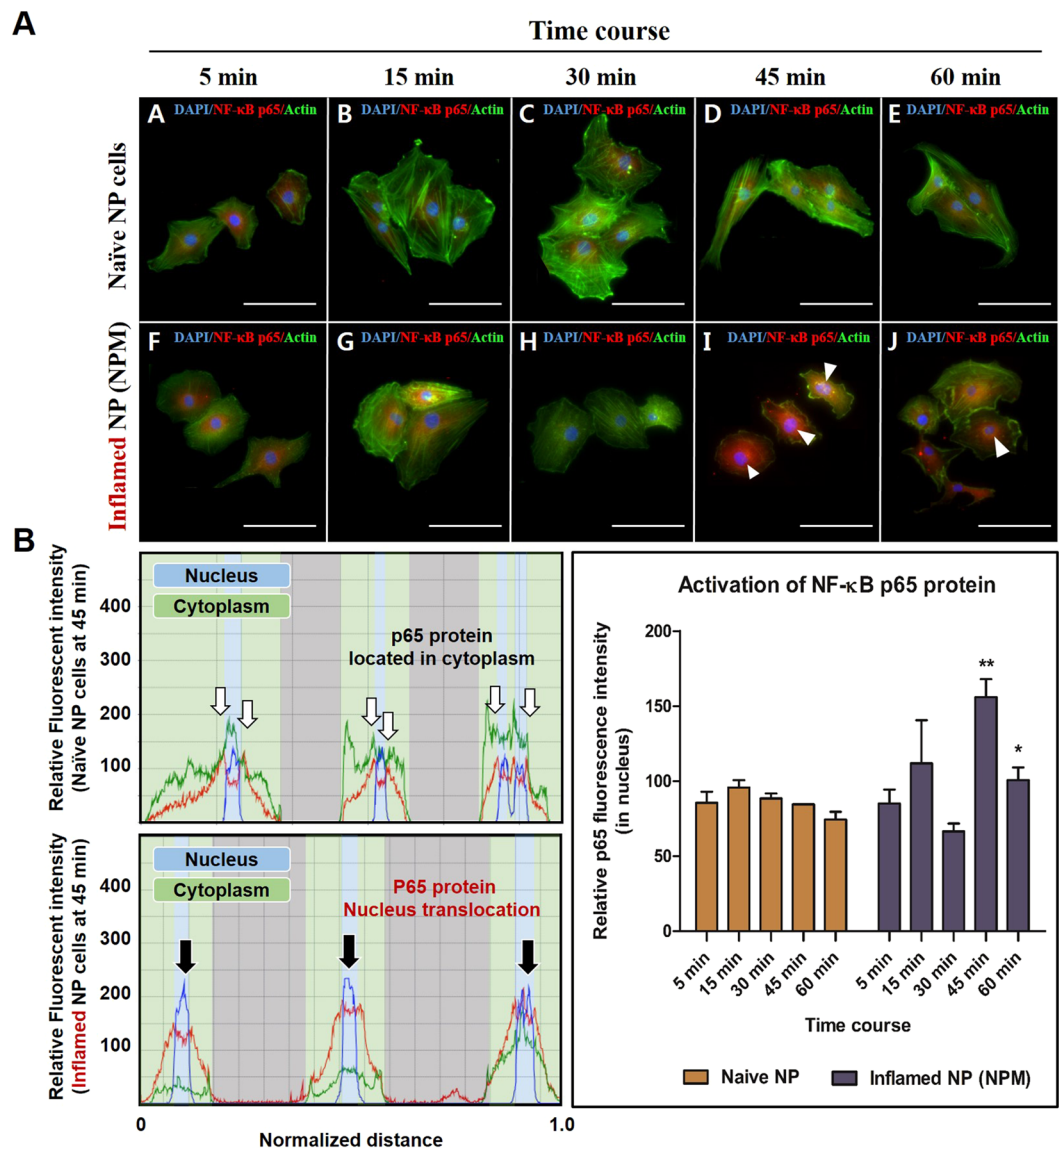 A
Time course
5 min 15 min 30 min 45 min 60 min
Naïve NP cells
A DAPI/NF-κB p65/Actin
B DAPI/NF-κB p65/Actin
C DAPI/NF-κB p65/Actin
D DAPI/NF-κB p65/Actin
E DAPI/NF-κB p65/Actin
Inflamed NP (NPM)
F DAPI/NF-κB p65/Actin
G DAPI/NF-κB p65/Actin
H DAPI/NF-κB p65/Actin
I DAPI/NF-κB p65/Actin
J DAPI/NF-κB p65/Actin
B
Relative Fluorescent intensity
(Naïve NP cells at 45 min)
400
300
200
100
Nucleus
Cytoplasm
p65 protein
located in cytoplasm
Relative Fluorescent intensity
(Inflamed NP cells at 45 min)
400
300
200
100
Nucleus
Cytoplasm
P65 protein
Nucleus translocation
0 1.0
Normalized distance
Activation of NF-κB p65 protein
Relative p65 fluorescence intensity
(in nucleus)
200
150
100
50
0
**
*
5 min 15 min 30 min 45 min 60 min 5 min 15 min 30 min 45 min 60 min
Time course
Naive NP Inflamed NP (NPM)